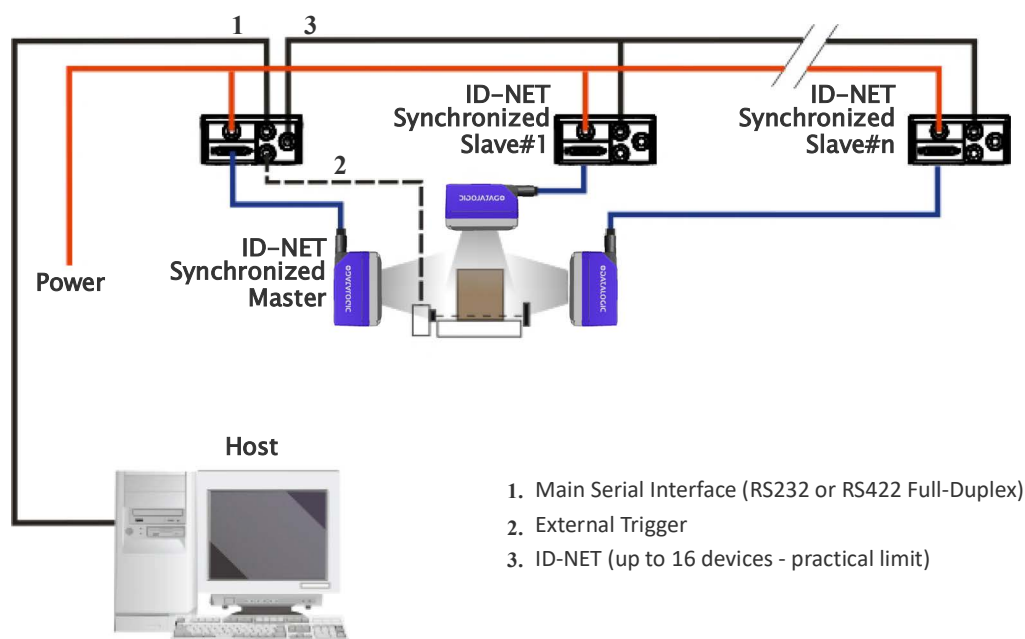 1
3
ID-NET
Synchronized
Slave#1
ID-NET
Synchronized
Slave#n
2
DATALOGIC
ID-NET
Synchronized
Master
DATALOGIC
DATALOGIC
Power
Host
1. Main Serial Interface (RS232 or RS422 Full-Duplex)
2. External Trigger
3. ID-NET (up to 16 devices - practical limit)